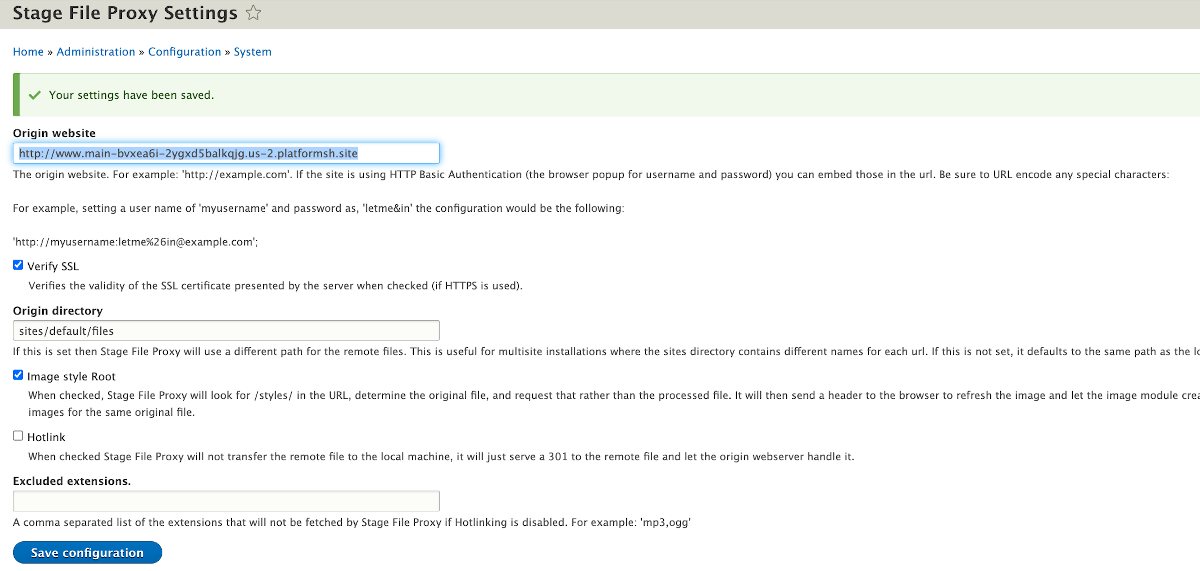 Stage File Proxy Settings
Home » Administration » Configuration » System
Your settings have been saved.
Origin website
http://www.main-bvxea6i-2ygxd5balkqjg.us-2.platformsh.site
The origin website. For example: 'http://example.com'. If the site is using HTTP Basic Authentication (the browser popup for username and password) you can embed those in the url. Be sure to URL encode any special characters:
For example, setting a user name of 'myusername' and password as, 'letme&in' the configuration would be the following:
'http://myusername:letme%26in@example.com';
Verify SSL
Verifies the validity of the SSL certificate presented by the server when checked (if HTTPS is used).
Origin directory
sites/default/files
If this is set then Stage File Proxy will use a different path for the remote files. This is useful for multisite installations where the sites directory contains different names for each url. If this is not set, it defaults to the same path as the
Image style Root
When checked, Stage File Proxy will look for /styles/ in the URL, determine the original file, and request that rather than the processed file. It will then send a header to the browser to refresh the image and let the image module
images for the same original file.
Hotlink
When checked Stage File Proxy will not transfer the remote file to the local machine, it will just serve a 301 to the remote file and let the origin webserver handle it.
Excluded extensions.
A comma separated list of the extensions that will not be fetched by Stage File Proxy if Hotlinking is disabled. For example: 'mp3,ogg'
Save configuration